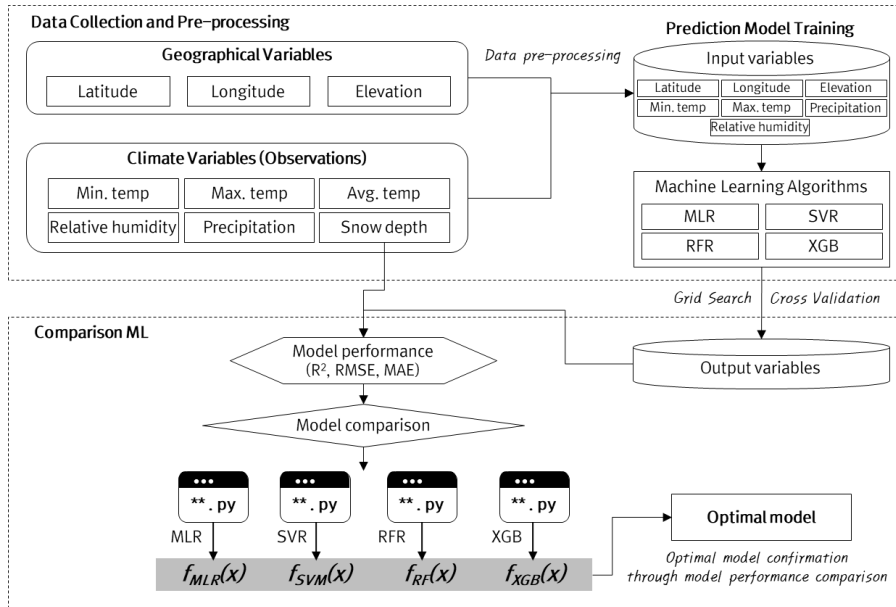 Data Collection and Pre-processing
Geographical Variables
Latitude
Longitude
Elevation
Climate Variables (Observations)
Min. temp
Max. temp
Avg. temp
Relative humidity
Precipitation
Snow depth
Data pre-processing
Prediction Model Training
Input variables
Latitude
Longitude
Elevation
Min. temp
Max. temp
Precipitation
Relative humidity
Machine Learning Algorithms
MLR
SVR
RFR
XGB
Grid Search
Cross Validation
Comparison ML
Output variables
Model performance
(R², RMSE, MAE)
Model comparison
**.py
**.py
**.py
**.py
MLR
SVR
RFR
XGB
fMLR(x)
fSVM(x)
fRF(x)
fXGB(x)
Optimal model
Optimal model confirmation
through model performance comparison